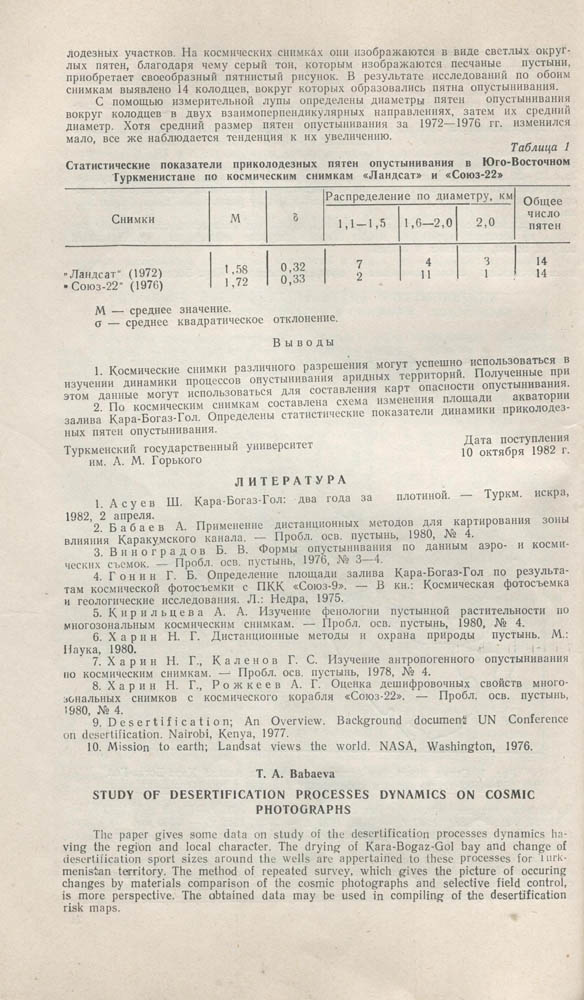 лодезных участков. На космических снимках они изображаются в виде светлых округ-
лых пятен, благодаря чему серый тон, которым изображаются песчаные пустыни,
приобретает своеобразный пятнистый рисунок. В результате исследований по обоим
снимкам выявлено 14 колодцев, вокруг которых образовались пятна опустынивания.
С помощью измерительной лупы определены диаметры пятен опустынивания
вокруг колодцев в двух взаимоперпендикулярных направлениях, затем их средний
диаметр. Хотя средний размер пятен опустынивания за 1972—1976 гг. изменился
мало, все же наблюдается тенденция к их увеличению.
Таблица 1
Статистические показатели приколодезных пятен опустынивания в Юго-Восточном
Туркменистане по космическим снимкам «Ландсат» и «Союз-22»
Снимки М б Распределение по диаметру, км Общее число пятен
1,1—1,5 1,6—2,0 2,0
„Ландсат“ (1972) 1,58 0,32 7 4 3 14
„Союз-22“ (1976) 1,72 0,33 2 11 1 14
М — среднее значение.
σ — среднее квадратическое отклонение.
Выводы
1. Космические снимки различного разрешения могут успешно использоваться в
изучении динамики процессов опустынивания аридных территорий. Полученные при
этом данные могут использоваться для составления карт опасности опустынивания.
2. По космическим снимкам составлена схема изменения площади акватории
залива Кара-Богаз-Гол. Определены статистические показатели динамики приколодез-
ных пятен опустынивания.
Туркменский государственный университет
им. А. М. Горького
Дата поступления
10 октября 1982 г.
ЛИТЕРАТУРА
1. Асуев Ш. Кара-Богаз-Гол: два года за плотиной. — Туркм. искра,
1982, 2 апреля.
2. Бабаев А. Применение дистанционных методов для картирования зоны
влияния Каракумского канала. — Пробл. осв. пустынь, 1980, № 4.
3. Виноградов Б. В. Формы опустынивания по данным аэро- и косми-
ческих съемок. — Пробл. осв. пустынь, 1976, № 3—4.
4. Гонин Г. Б. Определение площади залива Кара-Богаз-Гол по результа-
там космической фотосъемки с ПКК «Союз-9». — В кн.: Космическая фотосъемка
и геологические исследования. Л.: Недра, 1975.
5. Кирильцева А. А. Изучение фенологии пустынной растительности по
многозональным космическим снимкам. — Пробл. осв. пустынь, 1980, № 4.
6. Харин Н. Г. Дистанционные методы и охрана природы пустынь. М.:
Наука, 1980.
7. Харин Н. Г., Каленов Г. С. Изучение антропогенного опустынивания
по космическим снимкам. — Пробл. осв. пустынь, 1978, № 4.
8. Харин Н. Г., Рожкеев А. Г. Оценка дешифровочных свойств много-
зональных снимков с космического корабля «Союз-22». — Пробл. осв. пустынь,
1980, № 4.
9. Desertification; An Overview. Background document UN Conference
on desertification. Nairobi, Kenya, 1977.
10. Mission to earth; Landsat views the world. NASA, Washington, 1976.
T. A. Babaeva
STUDY OF DESERTIFICATION PROCESSES DYNAMICS ON COSMIC
PHOTOGRAPHS
The paper gives some data on study of the desertification processes dynamics ha-
ving the region and local character. The drying of Kara-Bogaz-Gol bay and change of
desertification sport sizes around the wells are appertained to these processes for Turk-
menistan territory. The method of repeated survey, which gives the picture of occuring
changes by materials comparison of the cosmic photographs and selective field control,
is more perspective. The obtained data may be used in compiling of the desertification
risk maps.